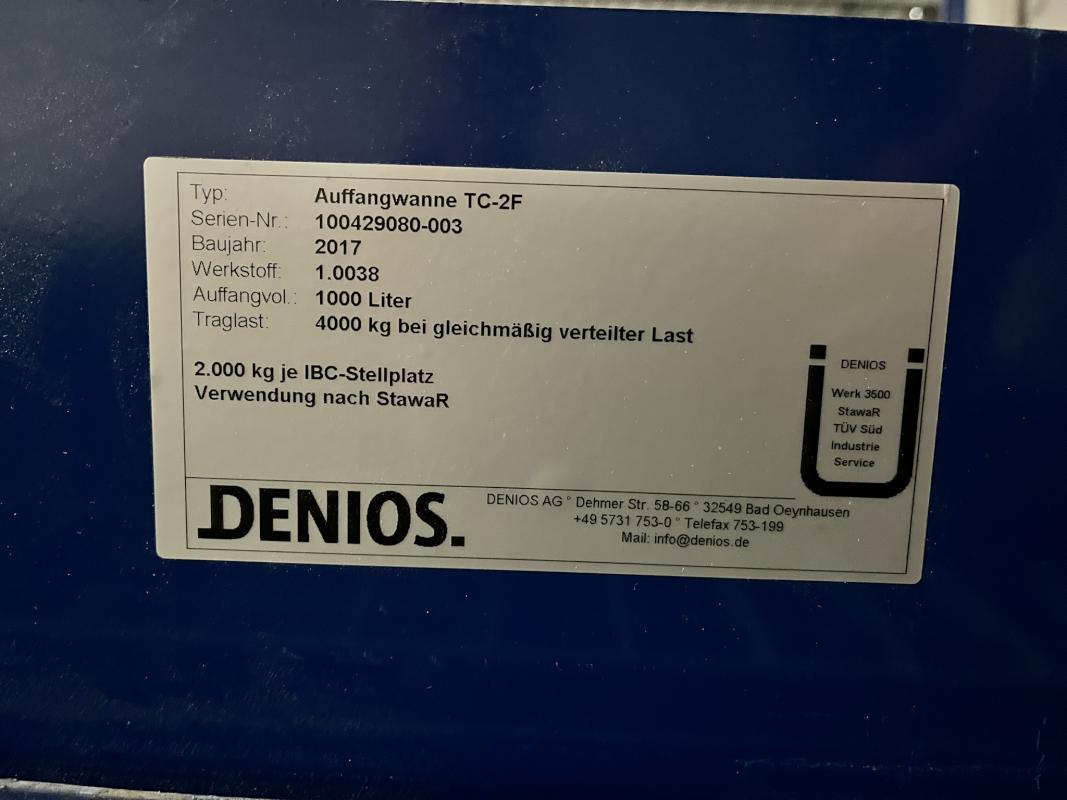 Typ: Auffangwanne TC-2F
Serien-Nr.: 100429080-003
Baujahr: 2017
Werkstoff: 1.0038
Auffangvol.: 1000 Liter
Traglast: 4000 kg bei gleichmäßig verteilter Last
2.000 kg je IBC-Stellplatz
Verwendung nach StawaR
DENIOS
Werk 3500
StawaR
TÜV Süd
Industrie
Service
DENIOS.
DENIOS AG ° Dehmer Str. 58-66 ° 32549 Bad Oeynhausen
+49 5731 753-0 ° Telefax 753-199
Mail: info@denios.de